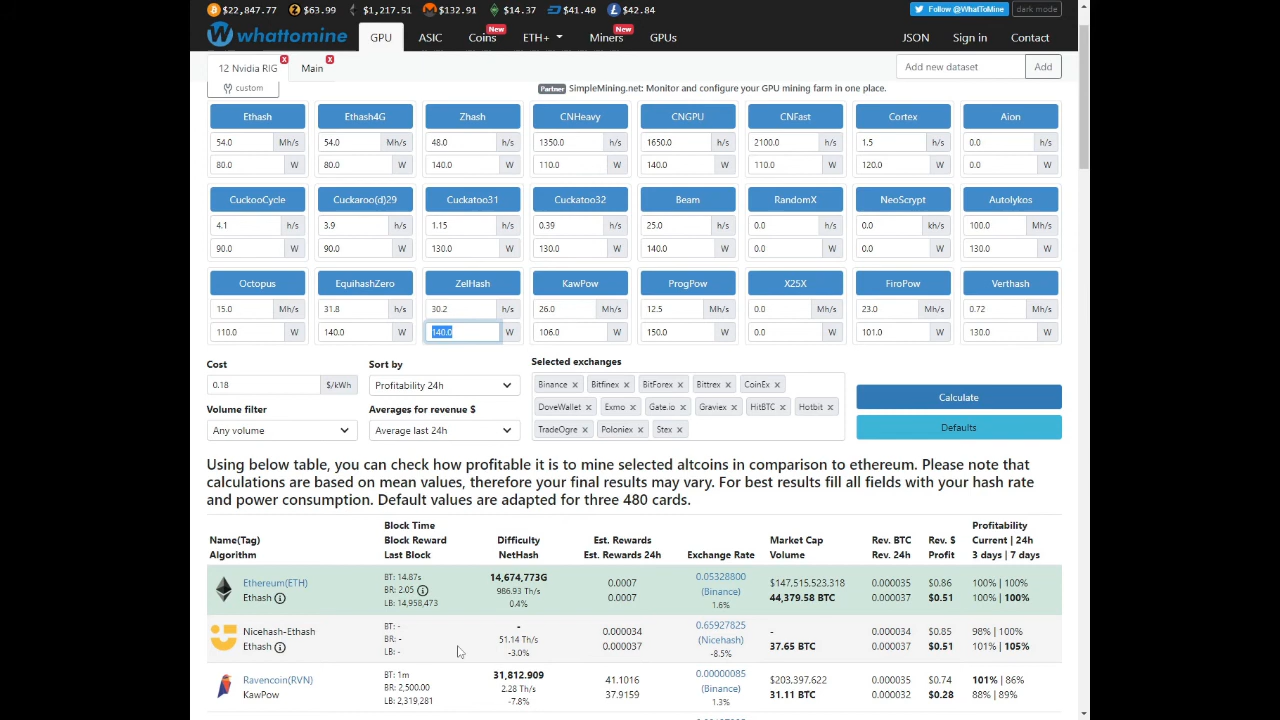 $22,847.77 $63.99 $1,217.51 $132.91 $14.37 $41.40 $42.84 Follow @WhatToMine dark mode
whattomine GPU ASIC Coins New ETH+ Miners New GPUs JSON Sign in Contact
12 Nvidia RIG x Main x Add new dataset Add
custom Partner SimpleMining.net: Monitor and configure your GPU mining farm in one place.
Ethash Ethash4G Zhash CNHeavy CNGPU CNFast Cortex Aion
54.0 Mh/s 54.0 Mh/s 48.0 h/s 1350.0 h/s 1650.0 h/s 2100.0 h/s 1.5 h/s 0.0 h/s
80.0 W 80.0 W 140.0 W 110.0 W 140.0 W 110.0 W 120.0 W 0.0 W
CuckooCycle Cuckaroo(d)29 Cuckatoo31 Cuckatoo32 Beam RandomX NeoScrypt Autolykos
4.1 h/s 3.9 h/s 1.15 h/s 0.39 h/s 25.0 h/s 0.0 h/s 0.0 kh/s 100.0 Mh/s
90.0 W 90.0 W 130.0 W 130.0 W 140.0 W 0.0 W 0.0 W 130.0 W
Octopus EquihashZero ZelHash KawPow ProgPow X25X FiroPow Verthash
15.0 Mh/s 31.8 h/s 30.2 h/s 26.0 Mh/s 12.5 Mh/s 0.0 Mh/s 23.0 Mh/s 0.72 Mh/s
110.0 W 140.0 W 140.0 W 106.0 W 150.0 W 0.0 W 101.0 W 130.0 W
Cost Sort by Selected exchanges
0.18 $/kWh Profitability 24h Binance × Bitfinex × BitForex × Bittrex × CoinEx ×
Calculate
Volume filter Averages for revenue $ DoveWallet × Exmo × Gate.io × Graviex × HitBTC × Hotbit ×
Any volume Average last 24h TradeOgre × Poloniex × Stex × Defaults
Using below table, you can check how profitable it is to mine selected altcoins in comparison to ethereum. Please note that
calculations are based on mean values, therefore your final results may vary. For best results fill all fields with your hash rate
and power consumption. Default values are adapted for three 480 cards.
Block Time Profitability
Name(Tag) Block Reward Difficulty Est. Rewards Market Cap Rev. BTC Rev. $ Current | 24h
Algorithm Last Block NetHash Est. Rewards 24h Exchange Rate Volume Rev. 24h Profit 3 days | 7 days
BT: 14.87s 14,674,773G 0.05328800
Ethereum(ETH) BR: 2.05 986.93 Th/s 0.0007 (Binance) $147,515,523,318 0.000035 $0.86 100% | 100%
Ethash LB: 14,958,473 0.4% 0.0007 1.6% 44,379.58 BTC 0.000037 $0.51 100% | 100%
BT: - - 0.65927825
Nicehash-Ethash BR: - 51.14 Th/s 0.000034 (Nicehash) - 0.000034 $0.85 98% | 100%
Ethash LB: - -3.0% 0.000037 -8.5% 37.65 BTC 0.000037 $0.51 101% | 105%
BT: 1m 31,812.909 0.00000085
Ravencoin(RVN) BR: 2,500.00 2.28 Th/s 41.1016 (Binance) $203,397,622 0.000035 $0.74 101% | 86%
KawPow LB: 2,319,281 -7.8% 37.9159 1.3% 31.11 BTC 0.000032 $0.28 88% | 89%